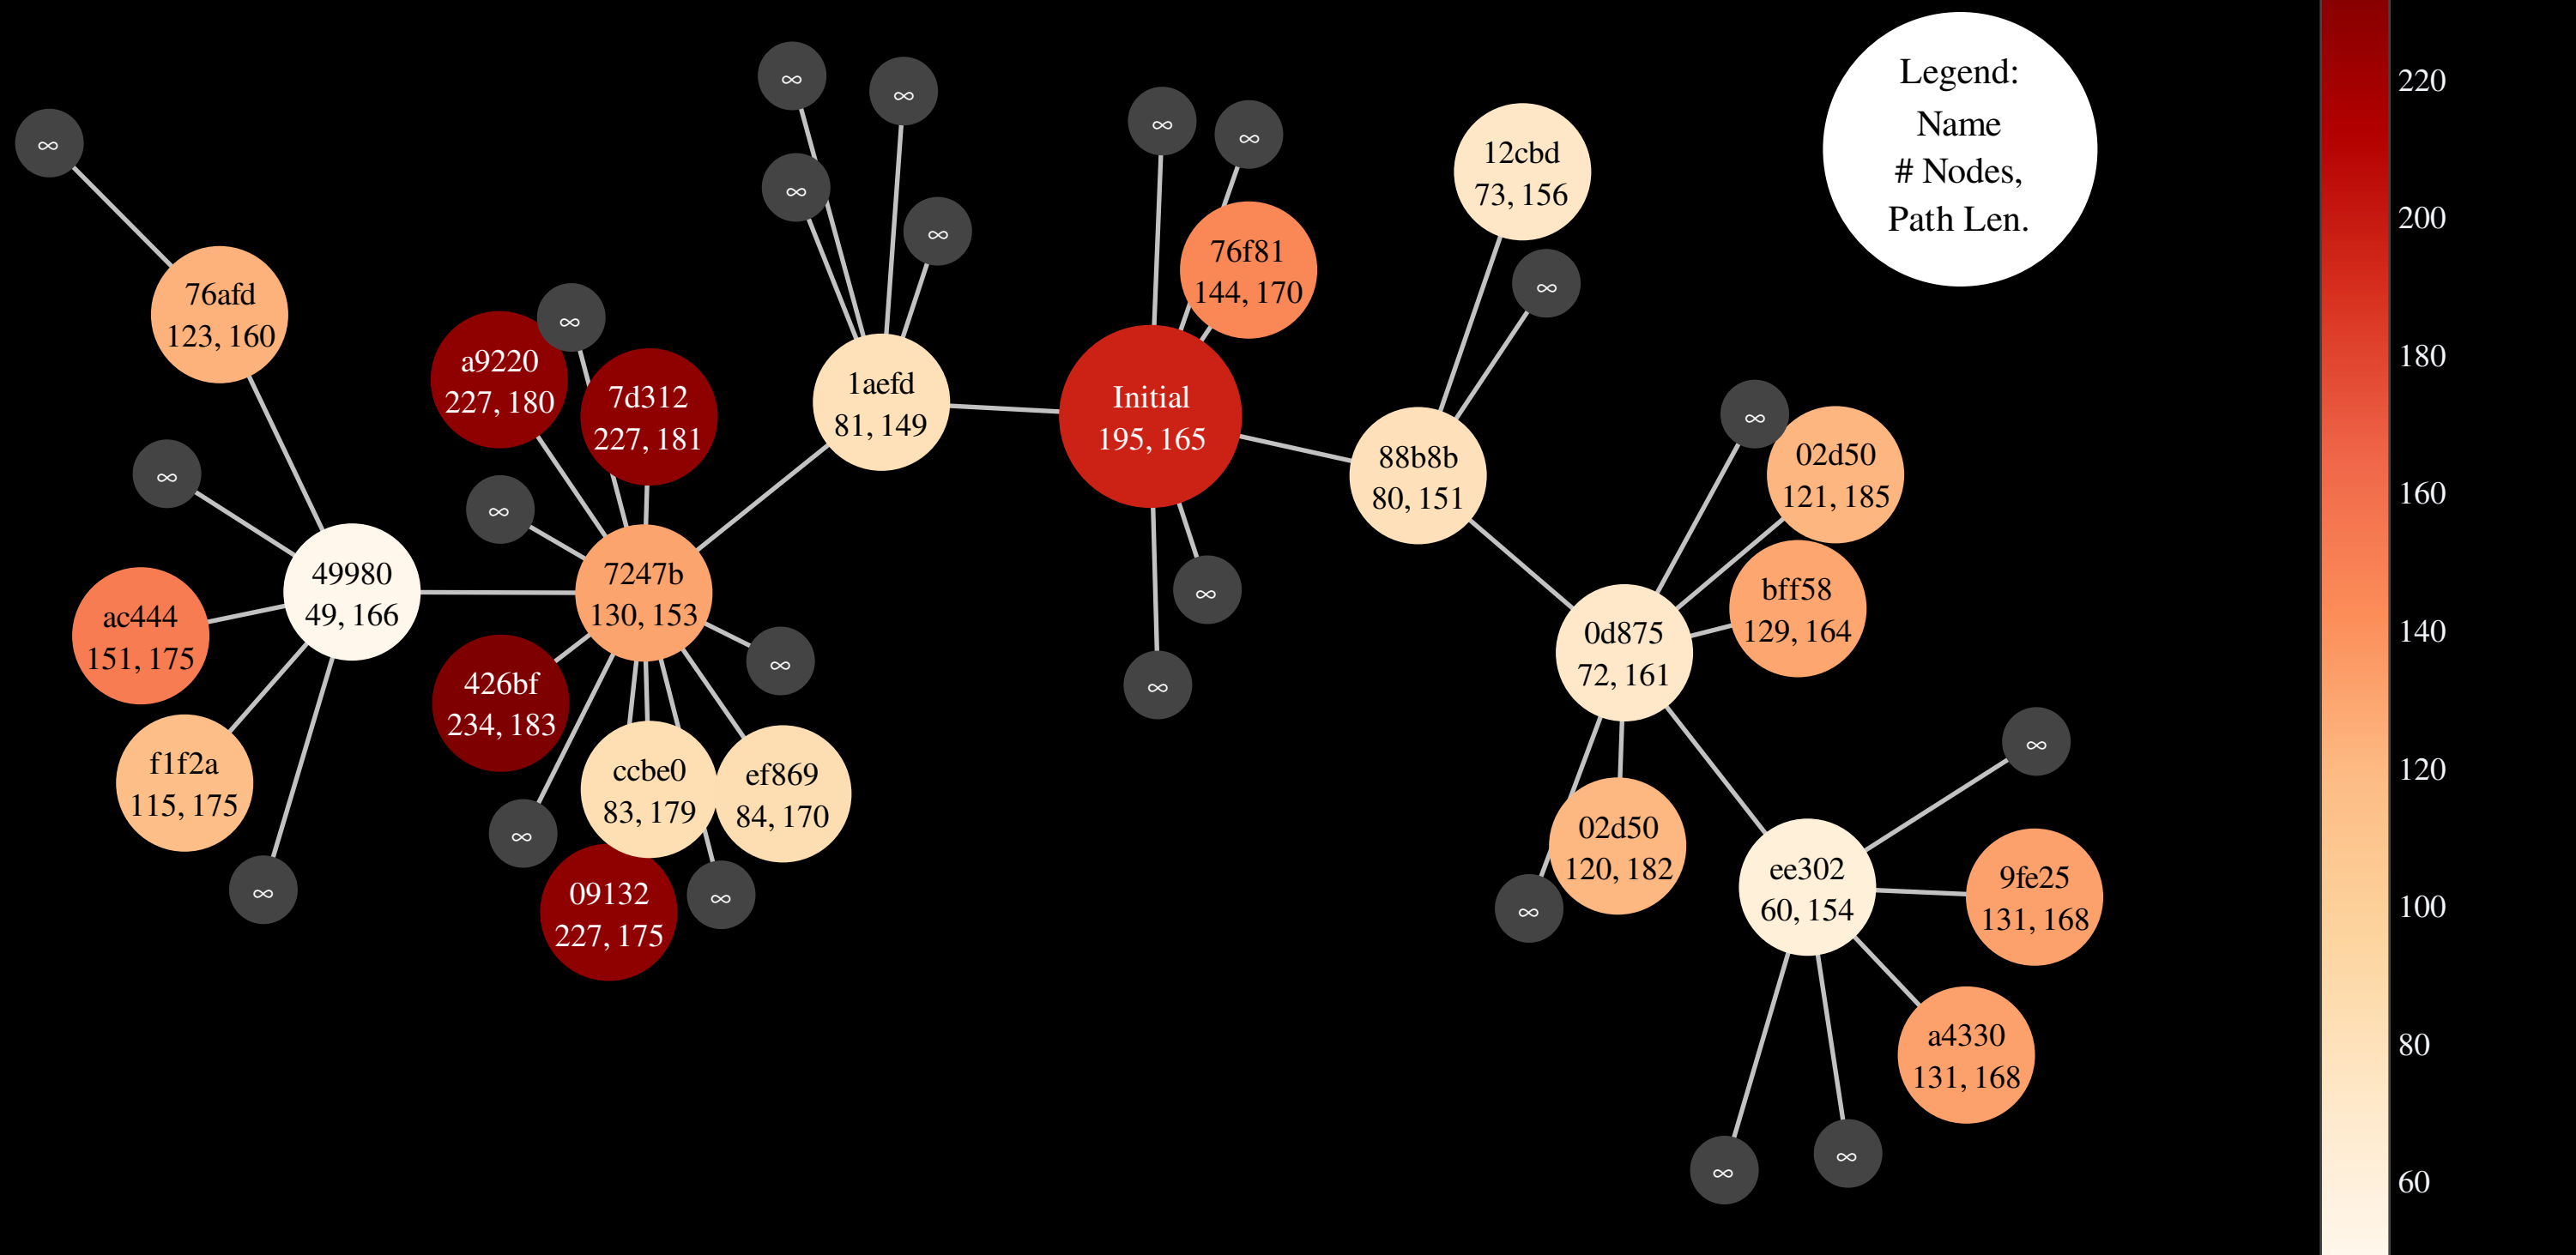 ∞
∞
∞
∞
∞
∞
∞
Legend:
Name
# Nodes,
Path Len.
220
12cbd
73, 156
200
76f81
144, 170
∞
76afd
123, 160
∞
a9220
227, 180
7d312
227, 181
1aefd
81, 149
Initial
195, 165
180
∞
88b8b
80, 151
02d50
121, 185
160
∞
∞
49980
49, 166
7247b
130, 153
∞
bff58
129, 164
140
ac444
151, 175
0d875
72, 161
∞
426bf
234, 183
∞
∞
120
f1f2a
115, 175
ccbe0
83, 179
ef869
84, 170
∞
02d50
120, 182
∞
09132
227, 175
∞
∞
ee302
60, 154
9fe25
131, 168
100
a4330
131, 168
80
∞
∞
60